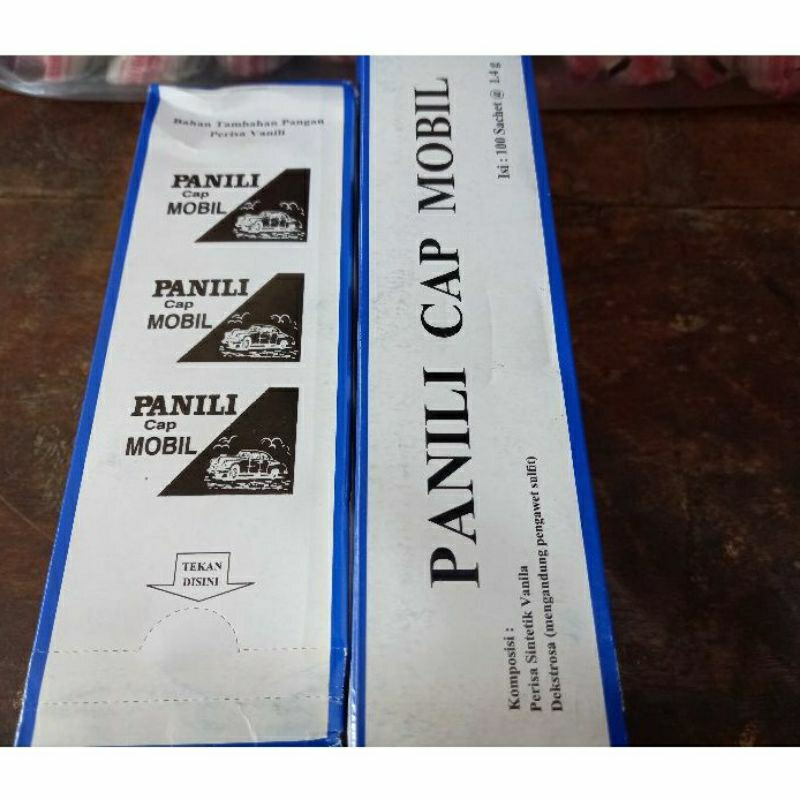 Bahan Tambahan Pangan
Perisa Vanili
PANILI
Cap
MOBIL
PANILI
Cap
MOBIL
PANILI
Cap
MOBIL
TEKAN
DISINI
PANILI CAP MOBIL
Isi : 100 Sachet @ 1.4 g
Komposisi :
Perisa Sintetik Vanila
Dekstrosa (mengandung pengawet sulfit)